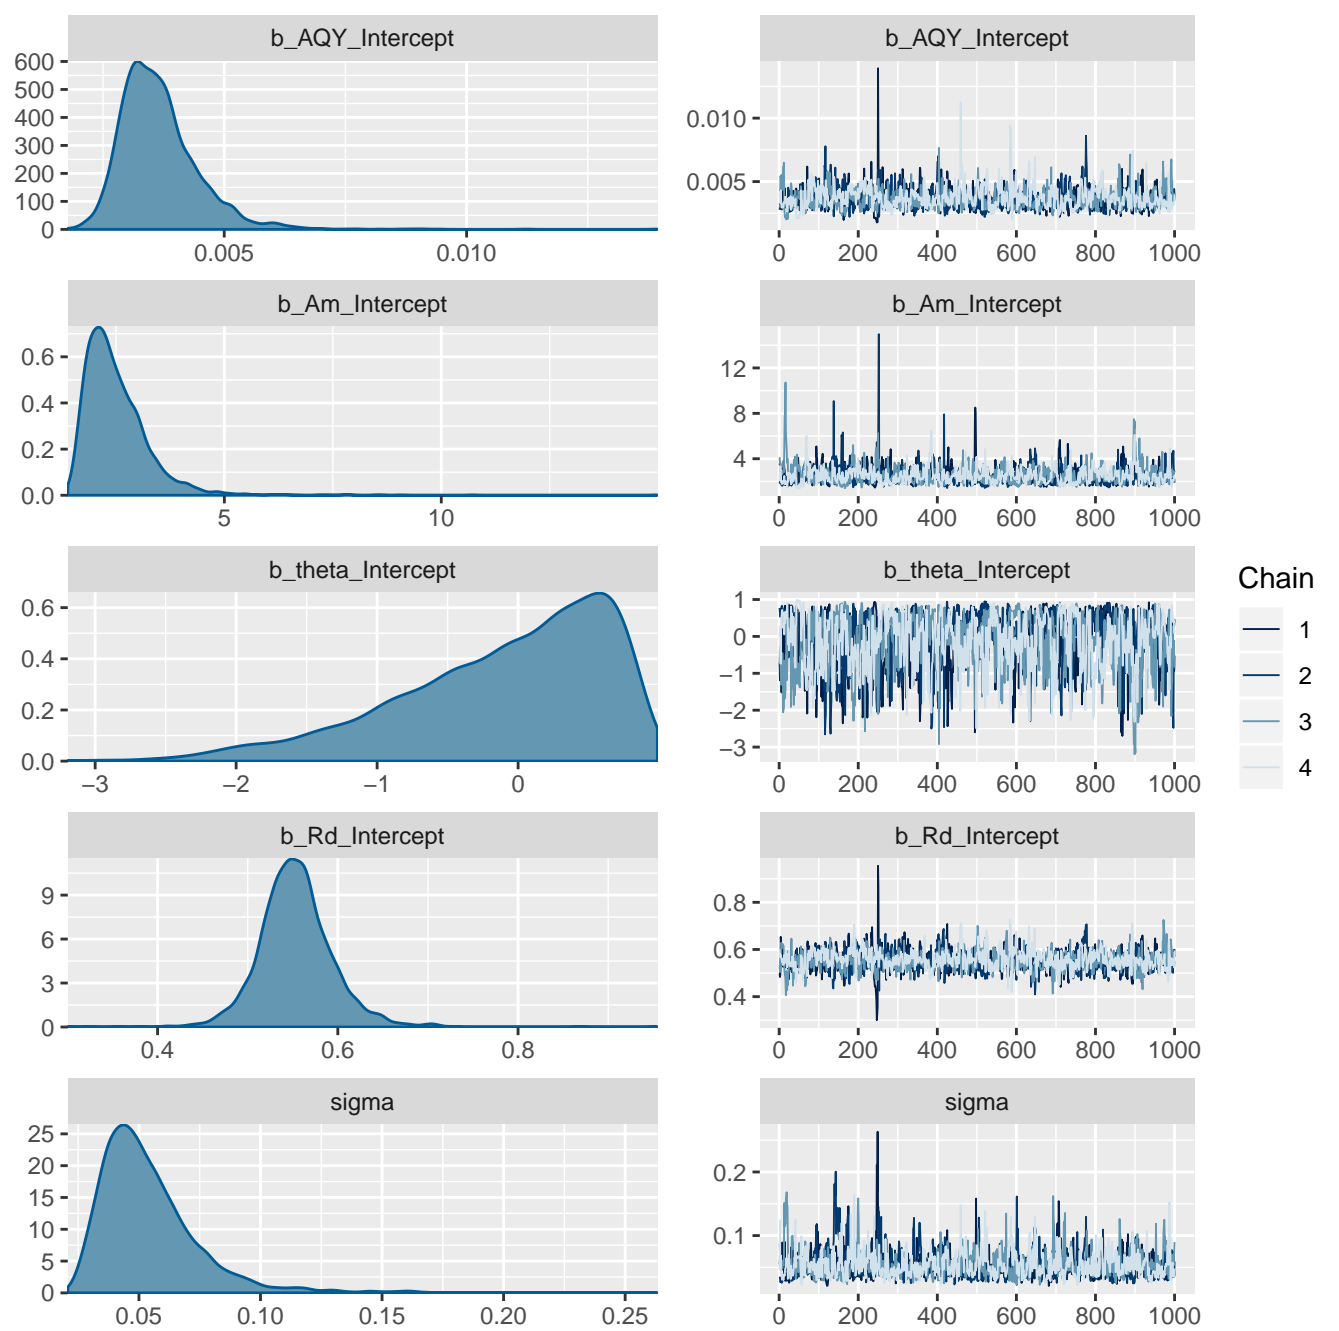 b_AQY_Intercept
600
500
400
300
200
100
0
0.005 0.010
b_AQY_Intercept
0.010
0.005
0 200 400 600 800 1000
b_Am_Intercept
0.6
0.4
0.2
0.0
5 10
b_Am_Intercept
12
8
4
0 200 400 600 800 1000
b_theta_Intercept
0.6
0.4
0.2
0.0
−3 −2 −1 0
b_theta_Intercept
1
0
−1
−2
−3
0 200 400 600 800 1000
b_Rd_Intercept
9
6
3
0
0.4 0.6 0.8
b_Rd_Intercept
0.8
0.6
0.4
0 200 400 600 800 1000
sigma
25
20
15
10
5
0
0.05 0.10 0.15 0.20 0.25
sigma
0.2
0.1
0 200 400 600 800 1000
Chain
1
2
3
4